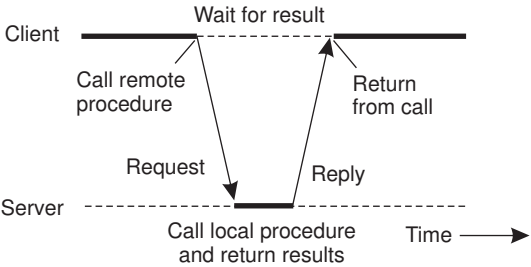 Wait for result
Client
Call remote
procedure
Return
from call
Request
Reply
Server
Call local procedure
and return results
Time